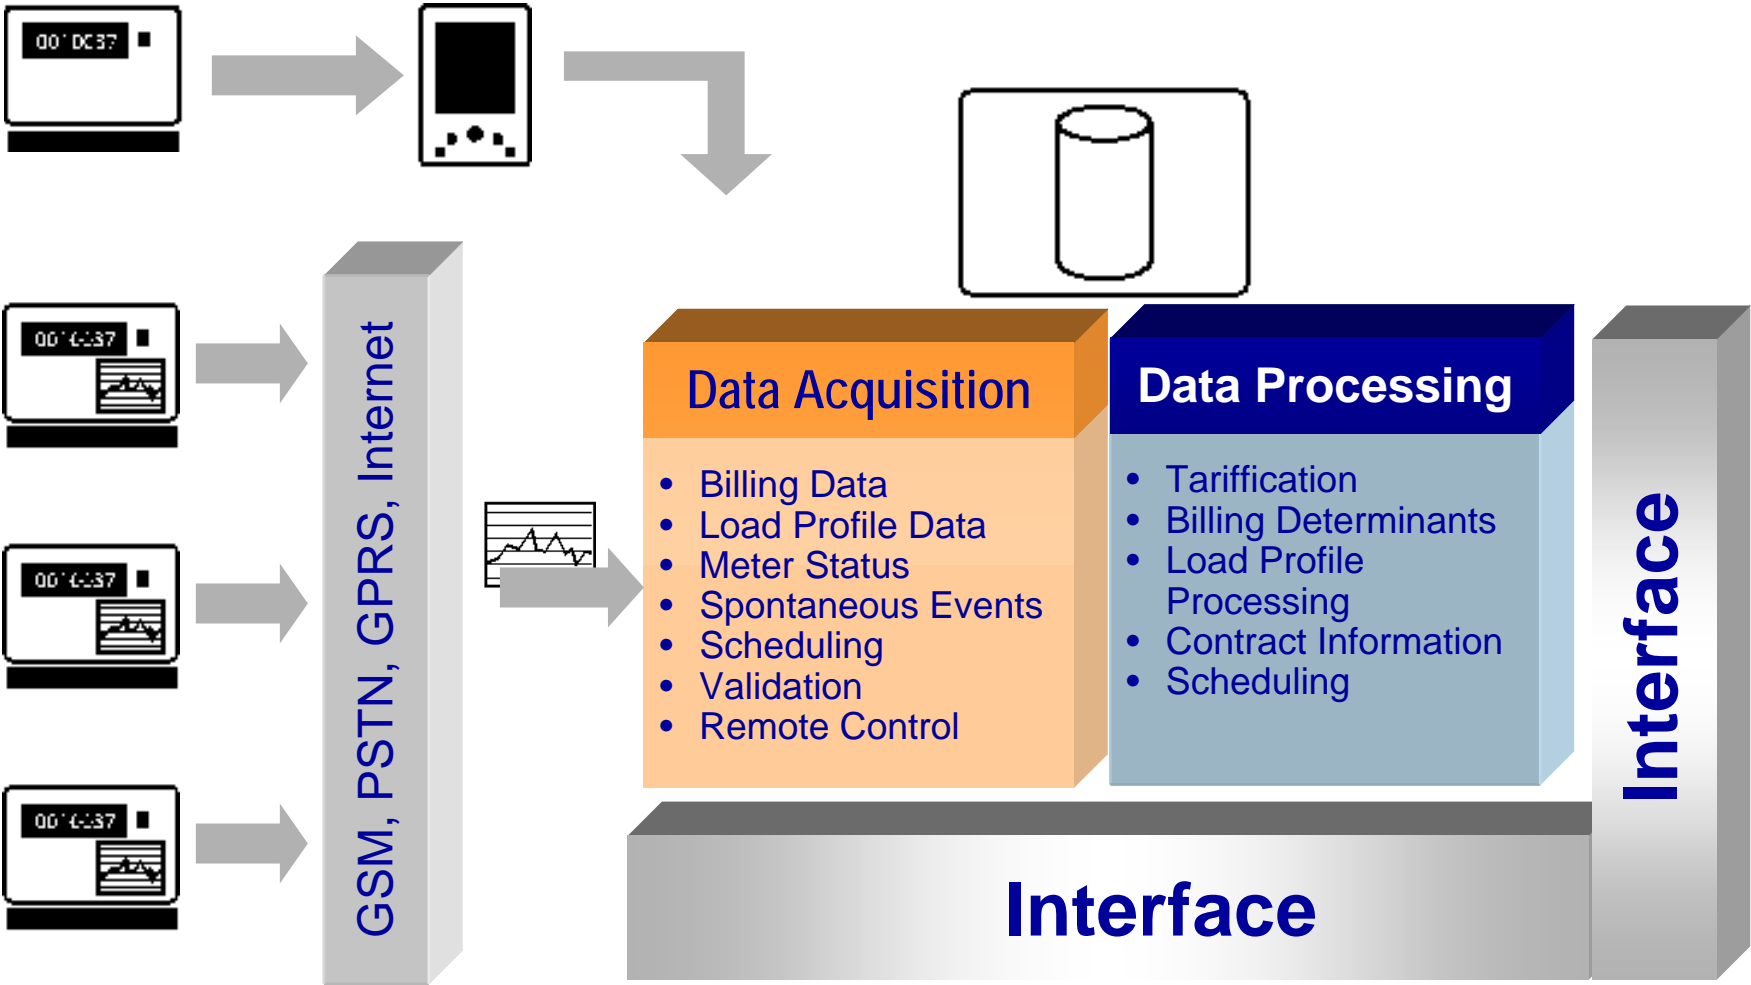 GSM, PSTN, GPRS, Internet
Data Acquisition
• Billing Data
• Load Profile Data
• Meter Status
• Spontaneous Events
• Scheduling
• Validation
• Remote Control
Data Processing
• Tariffication
• Billing Determinants
• Load Profile
Processing
• Contract Information
• Scheduling
Interface
Interface